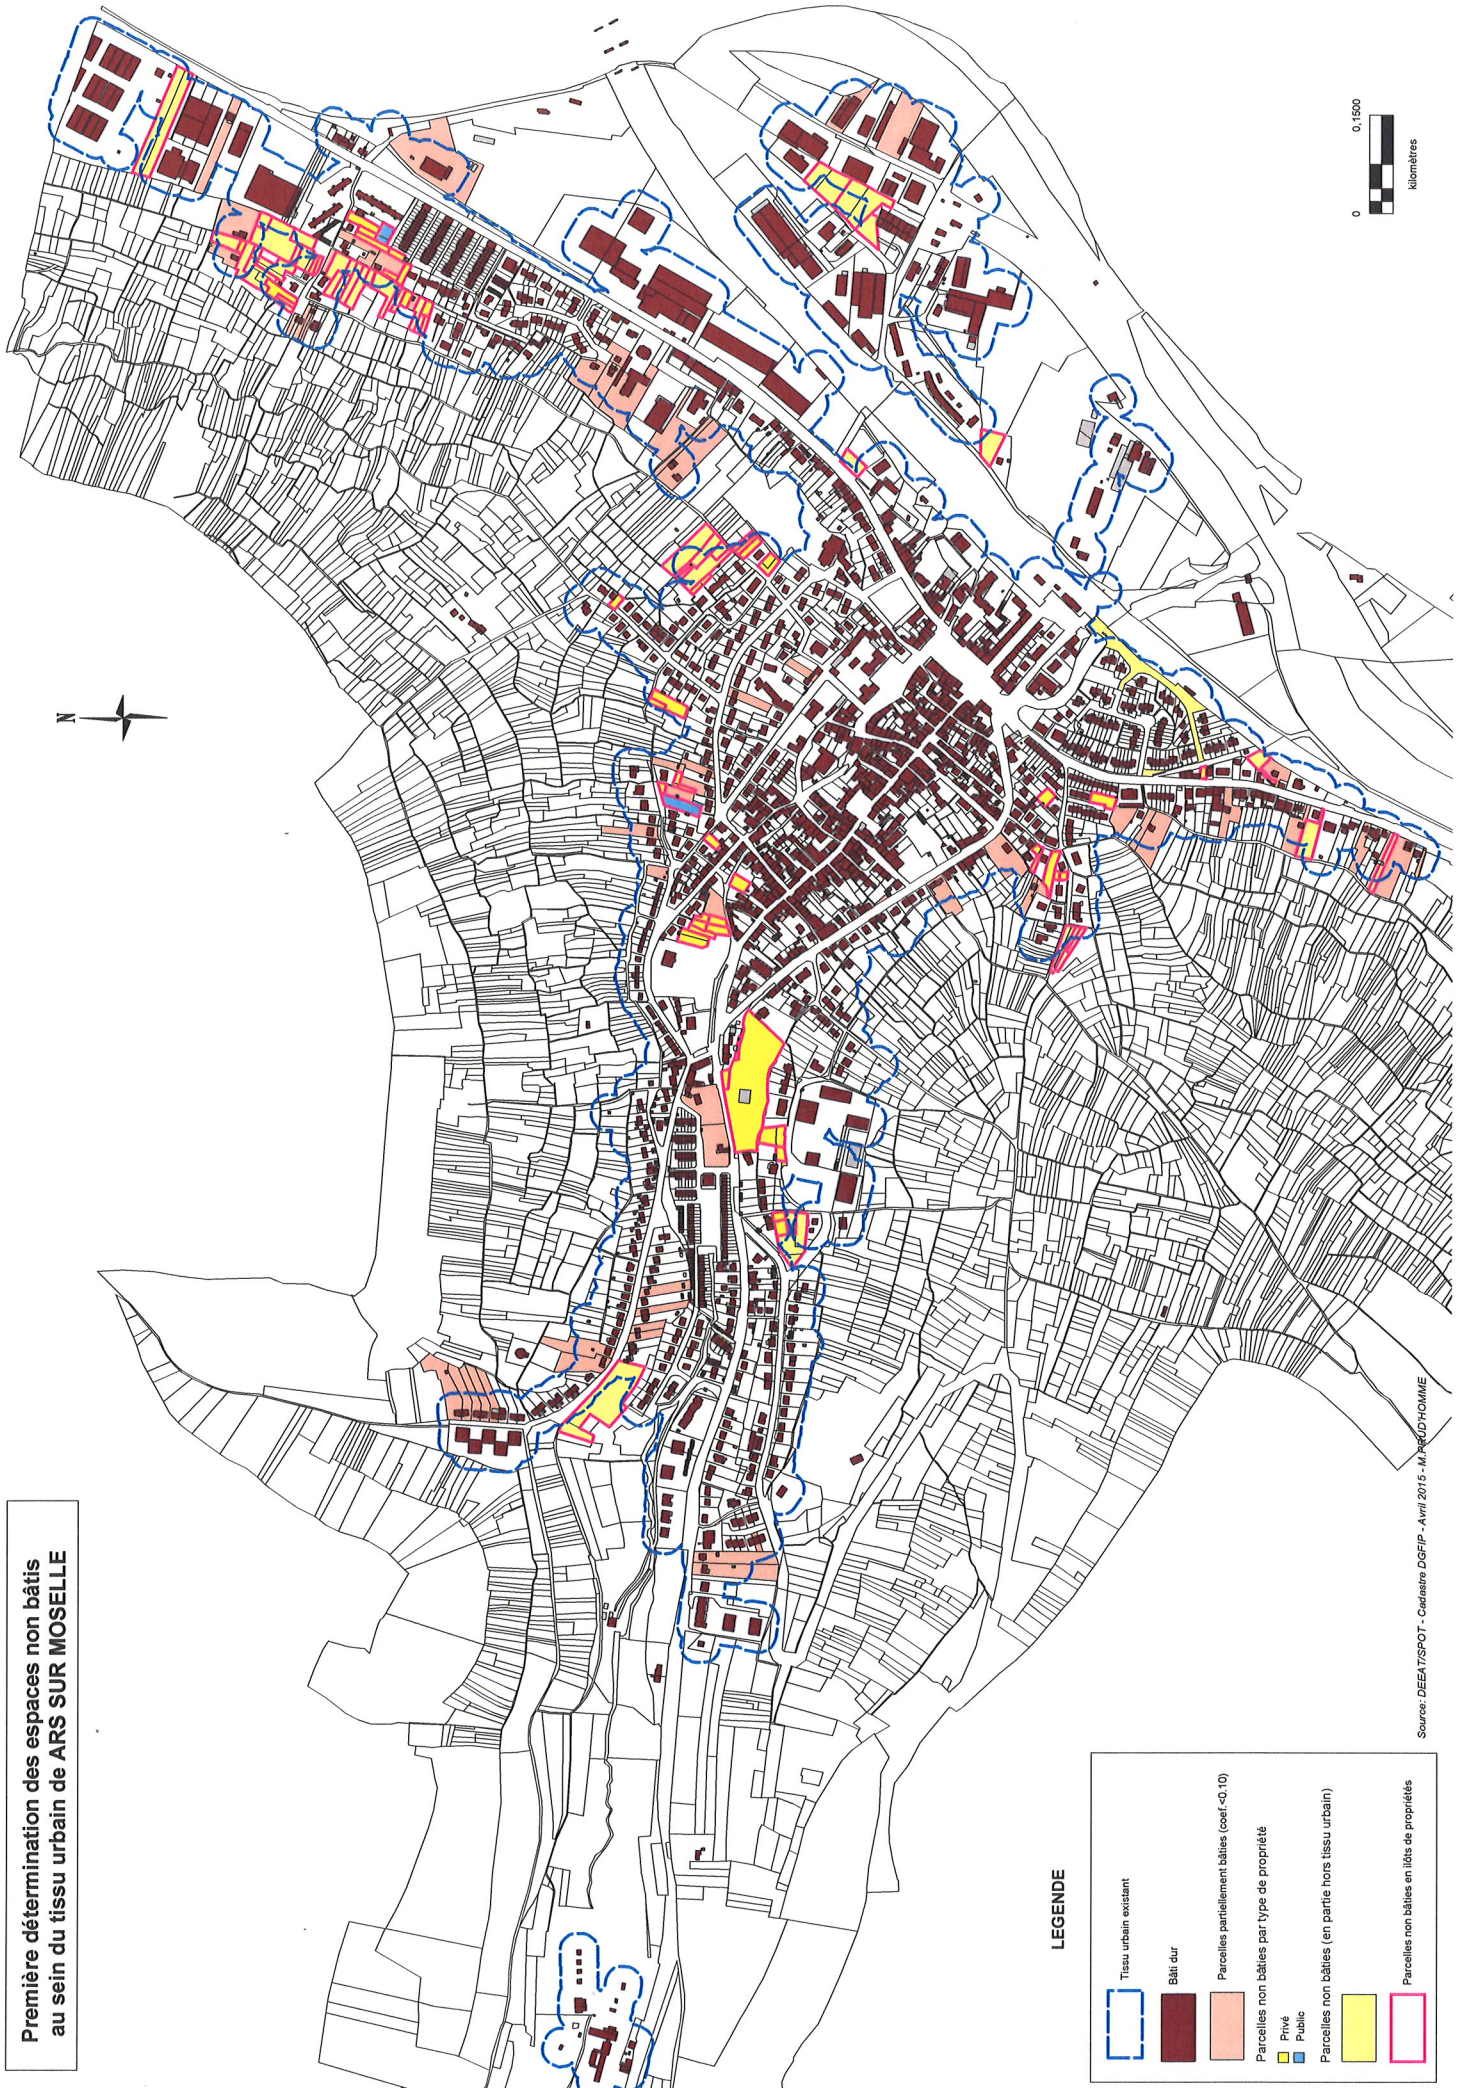 Première détermination des espaces non bâtis
au sein du tissu urbain de ARS SUR MOSELLE
N
0
0,1500
kilomètres
LEGENDE
Tissu urbain existant
Bâti dur
Parcelles partiellement bâties (coef.<0.10)
Parcelles non bâties par type de propriété
Privé
Public
Parcelles non bâties (en partie hors tissu urbain)
Parcelles non bâties en ilôts de propriétés
Source: DEEAT/SPOT - Cadastre DGFIP - Avril 2015 - M.PRUD'HOMME